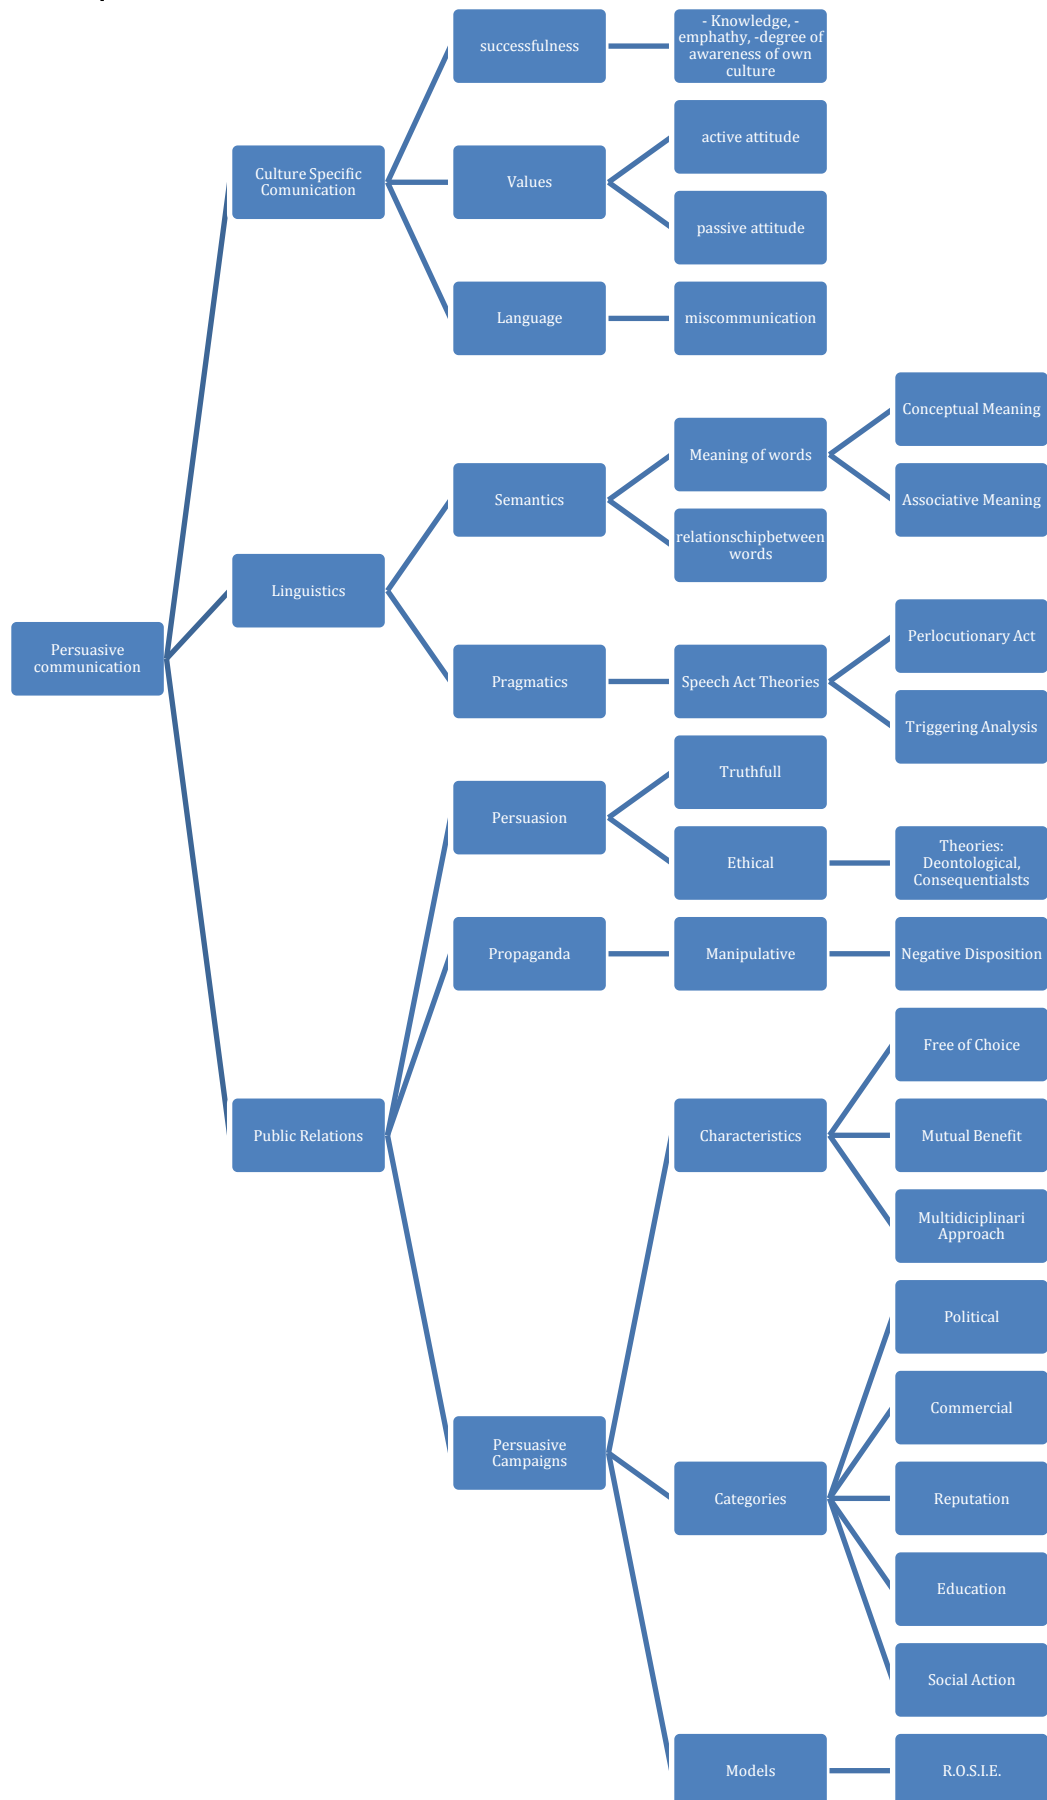 successfulness
- Knowledge, -
emphathy, -degree of
awareness of own
culture
active attitude
Culture Specific
Comunication
Values
passive attitude
Language
miscommunication
Conceptual Meaning
Meaning of words
Semantics
Associative Meaning
relationschipbetween
words
Linguistics
Perlocutionary Act
Persuasive
communication
Pragmatics
Speech Act Theories
Triggering Analysis
Truthfull
Persuasion
Ethical
Theories:
Deontological,
Consequentialsts
Propaganda
Manipulative
Negative Disposition
Free of Choice
Public Relations
Characteristics
Mutual Benefit
Multidiciplinari
Approach
Political
Commercial
Persuasive
Campaigns
Categories
Reputation
Education
Social Action
Models
R.O.S.I.E.